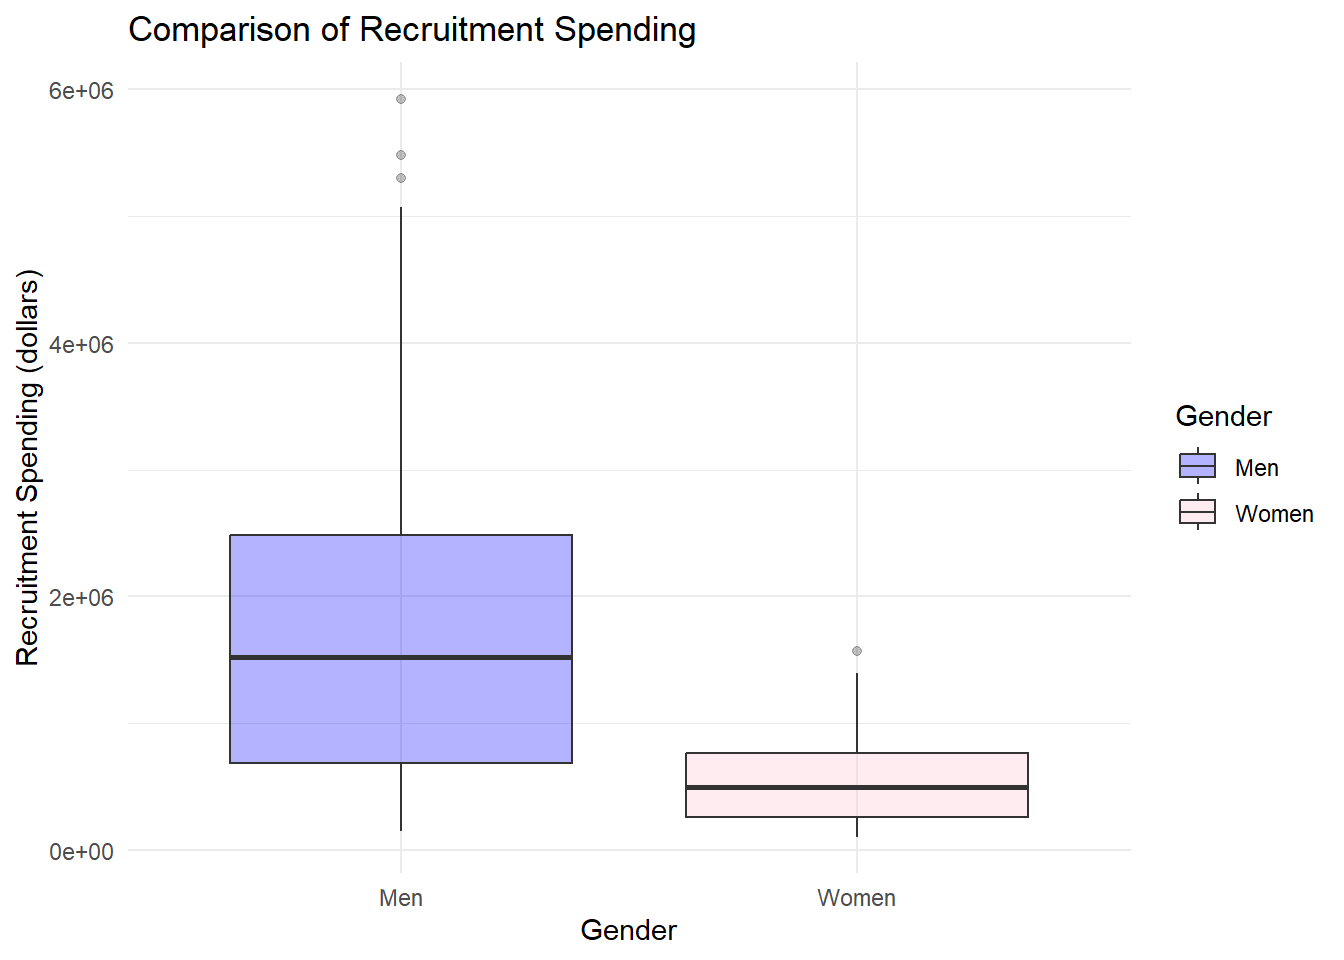 Comparison of Recruitment Spending
6e+06
4e+06
2e+06
0e+00
Recruitment Spending (dollars)
Men
Women
Gender
Gender
Men
Women